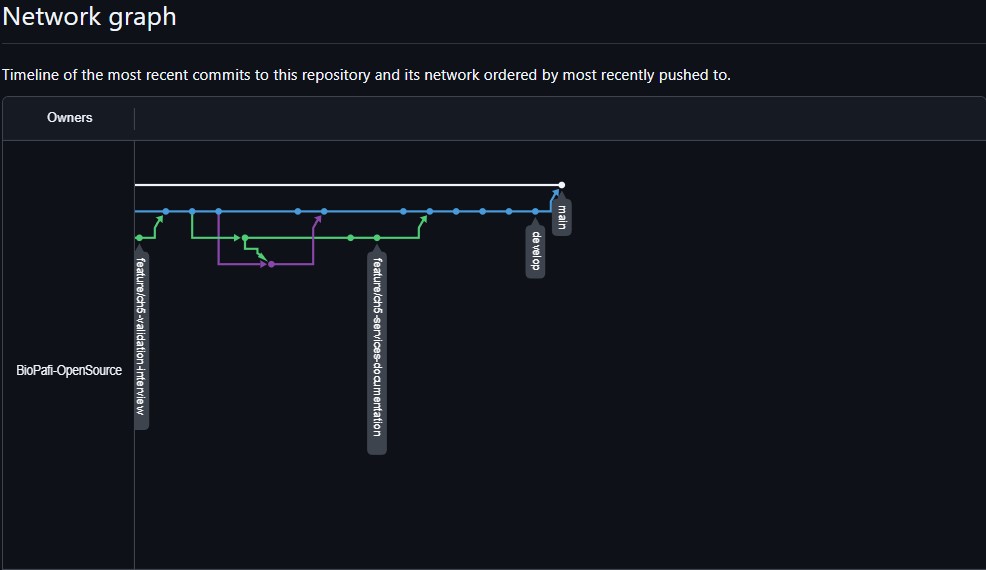 Network graph
Timeline of the most recent commits to this repository and its network ordered by most recently pushed to.
Owners
main
develop
feature/ch5-validation-interview
feature/ch5-services-documentation
BioPafi-OpenSource